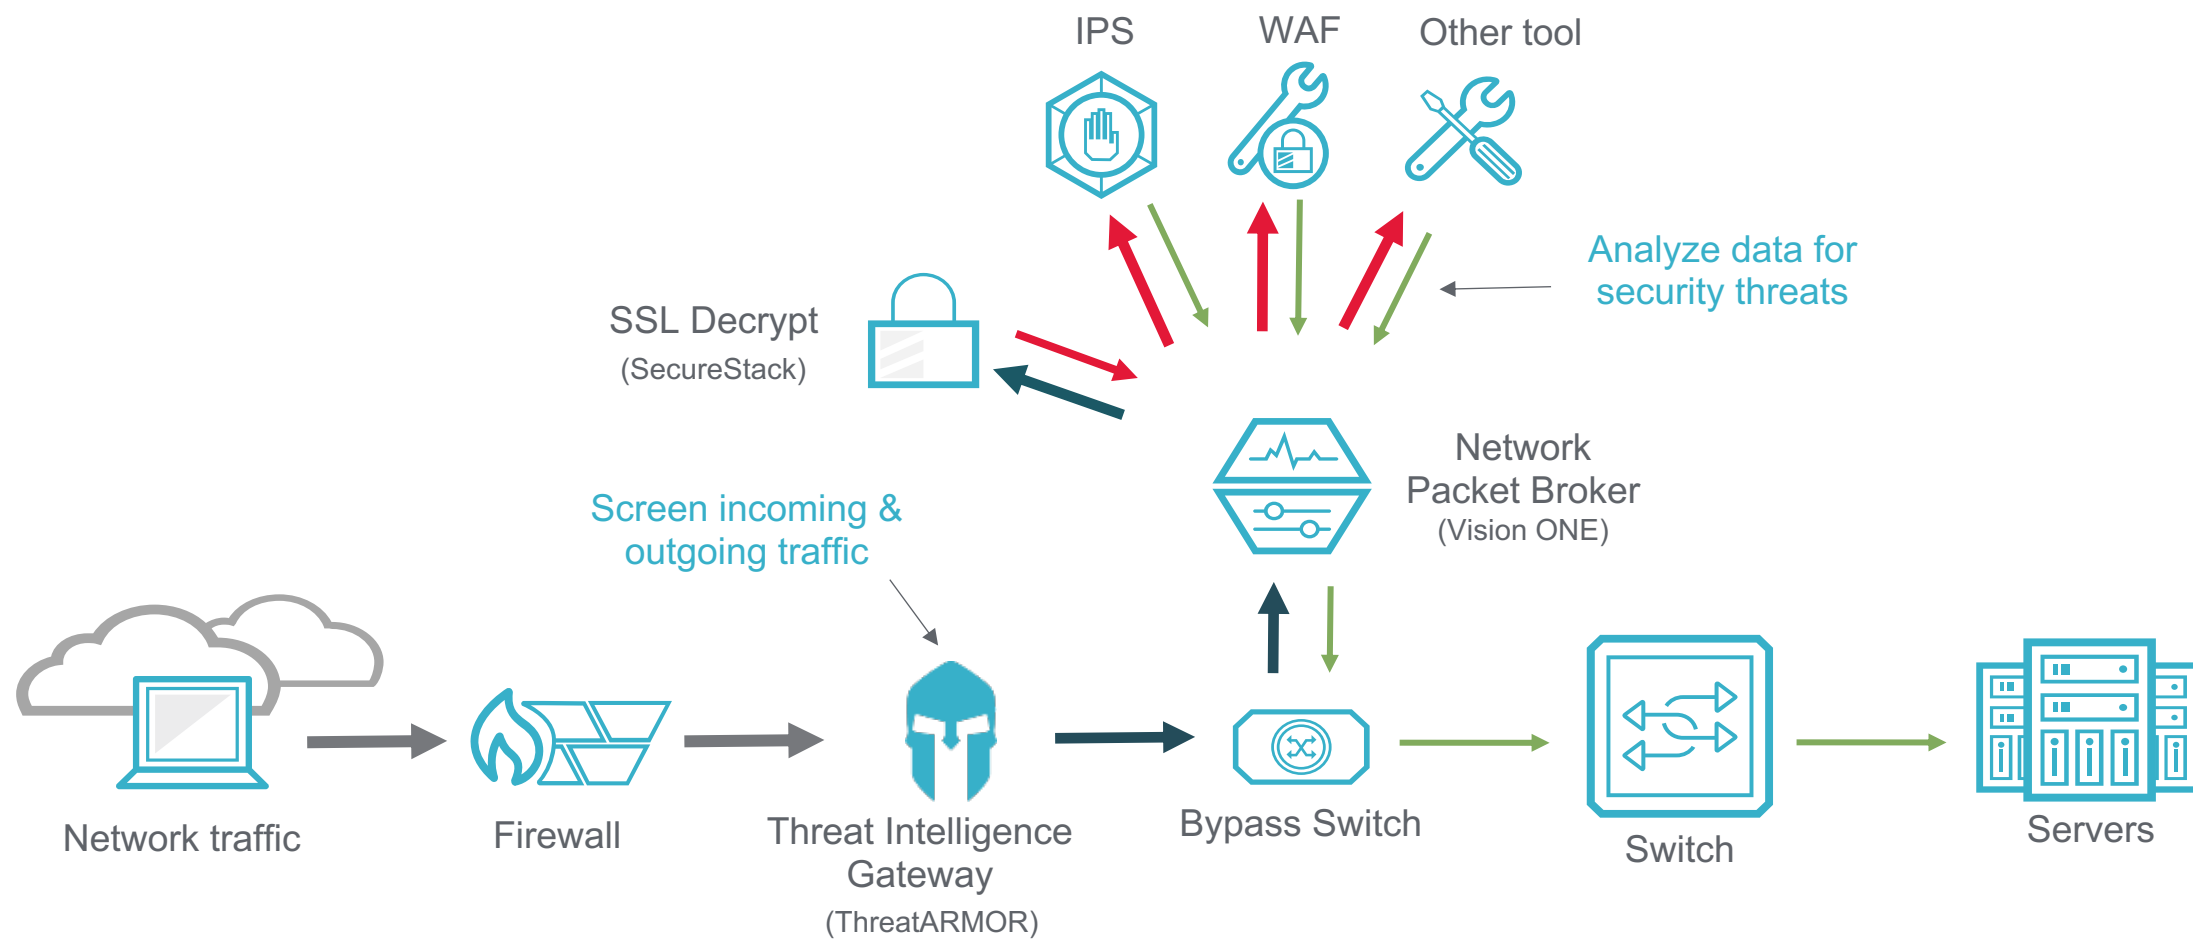 IPS
WAF
Other tool
Analyze data for
security threats
SSL Decrypt
(SecureStack)
Network
Packet Broker
(Vision ONE)
Screen incoming &
outgoing traffic
Network traffic
Firewall
Threat Intelligence
Gateway
(ThreatARMOR)
Bypass Switch
Switch
Servers